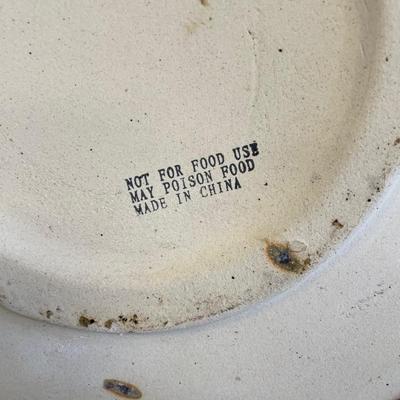 NOT FOR FOOD USE
MAY POISON FOOD
MADE IN CHINA